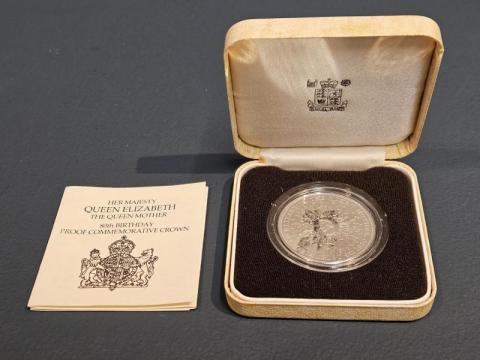 HER MAJESTY
QUEEN ELIZABETH
THE QUEEN MOTHER
80th BIRTHDAY
PROOF COMMEMORATIVE CROWN